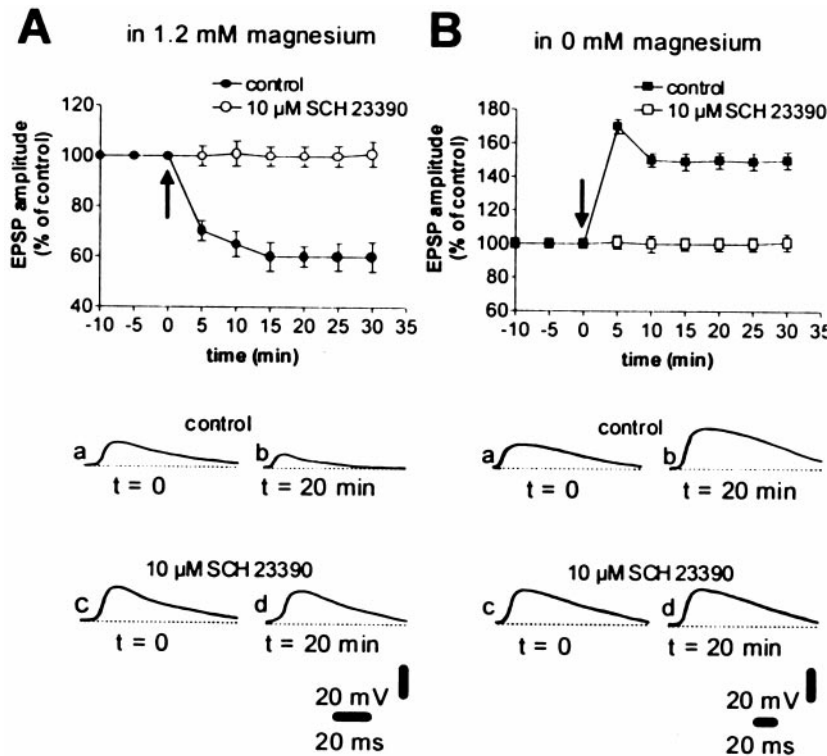 A in 1.2 mM magnesium
control
10 µM SCH 23390
120
100
80
60
40
EPSP amplitude
(% of control)
-10 -5 0 5 10 15 20 25 30 35
time (min)
control
a
t = 0
b
t = 20 min
10 µM SCH 23390
c
t = 0
d
t = 20 min
20 mV
20 ms
B in 0 mM magnesium
control
10 µM SCH 23390
180
160
140
120
100
80
60
EPSP amplitude
(% of control)
-10 -5 0 5 10 15 20 25 30 35
time (min)
control
a
t = 0
b
t = 20 min
10 µM SCH 23390
c
t = 0
d
t = 20 min
20 mV
20 ms